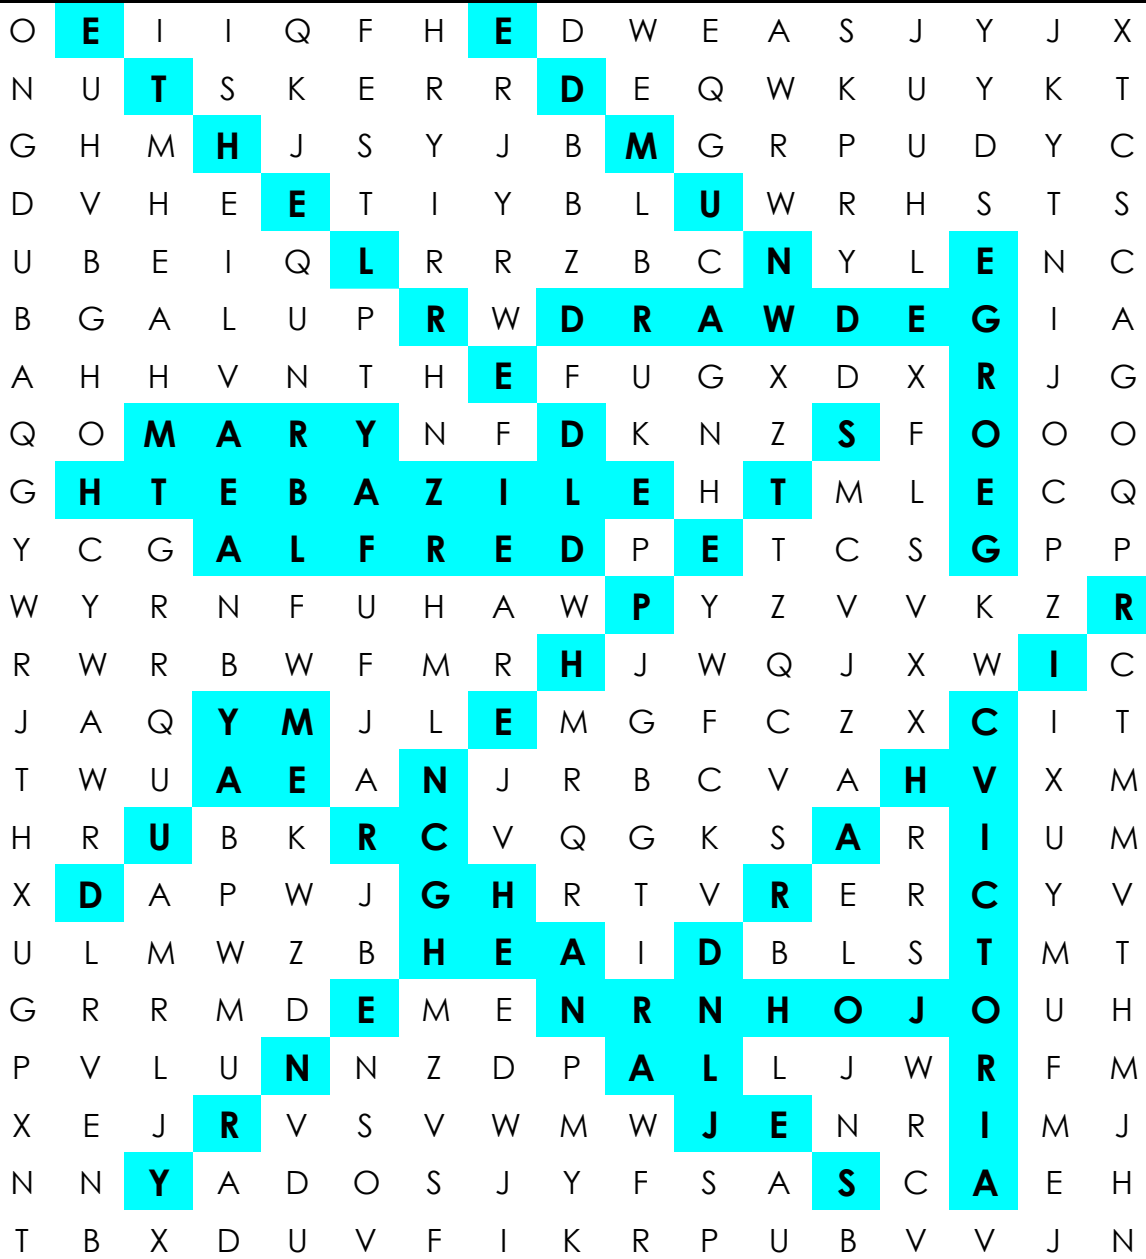 O E I I Q F H E D W E A S J Y J X
N U T S K E R R D E Q W K U Y K T
G H M H J S Y J B M G R P U D Y C
D V H E E T I Y B L U W R H S T S
U B E I Q L R R Z B C N Y L E N C
B G A L U P R W D R A W D E G I A
A H H V N T H E F U G X D X R J G
Q O M A R Y N F D K N Z S F O O O
G H T E B A Z I L E H T M L E C Q
Y C G A L F R E D P E T C S G P P
W Y R N F U H A W P Y Z V V K Z R
R W R B W F M R H J W Q J X W I C
J A Q Y M J L E M G F C Z X C I T
T W U A E A N J R B C V A H V X M
H R U B K R C V Q G K S A R I U M
X D A P W J G H R T V R E R C Y V
U L M W Z B H E A I D B L S T M T
G R R M D E M E N R N H O J O U H
P V L U N N Z D P A L L J W R F M
X E J R V S V W M W J E N R I M J
N N Y A D O S J Y F S A S C A E H
T B X D U V F I K R P U B V V J N